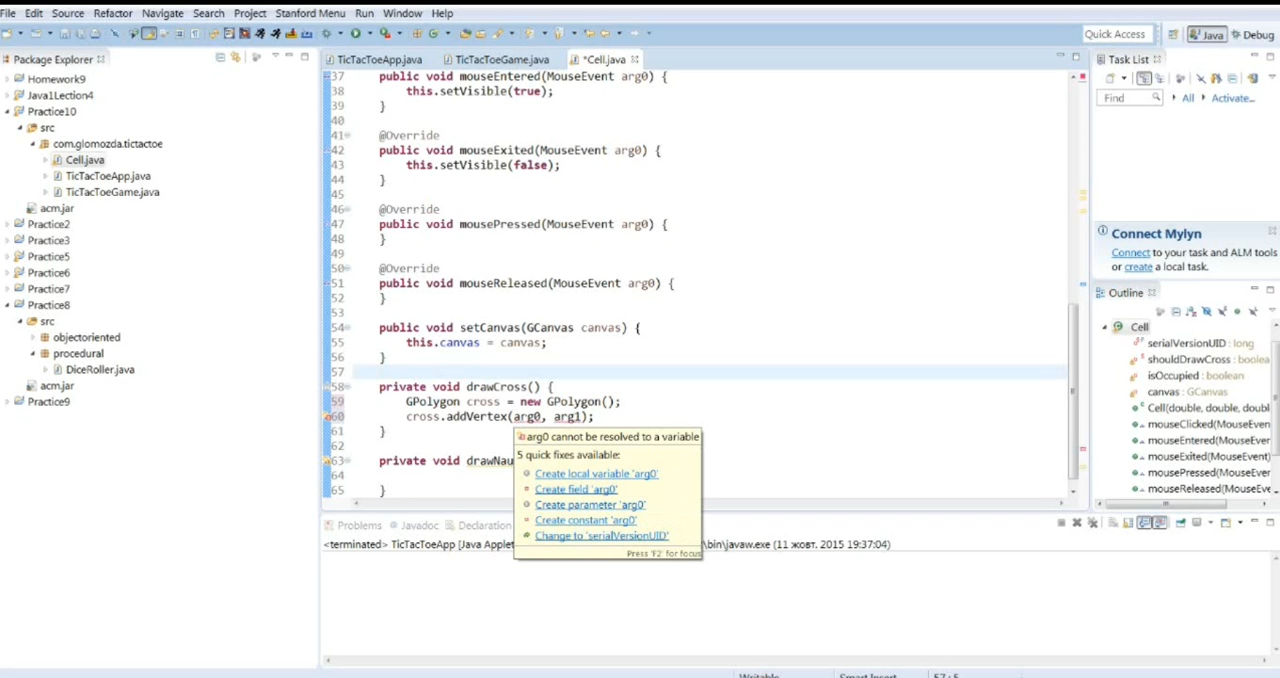 File Edit Source Refactor Navigate Search Project Stanford Menu Run Window Help
Quick Access
Java
Debug
Package Explorer
Homework9
Java1Lection4
Practice10
src
com.glomozda.tictactoe
Cell.java
TicTacToeApp.java
TicTacToeGame.java
acm.jar
Practice2
Practice3
Practice5
Practice6
Practice7
Practice8
src
objectoriented
procedural
DiceRoller.java
acm.jar
Practice9
TicTacToeApp.java
TicTacToeGame.java
*Cell.java
37 public void mouseEntered(MouseEvent arg0) {
38 this.setVisible(true);
39 }
40
41 @Override
42 public void mouseExited(MouseEvent arg0) {
43 this.setVisible(false);
44 }
45
46 @Override
47 public void mousePressed(MouseEvent arg0) {
48 }
49
50 @Override
51 public void mouseReleased(MouseEvent arg0) {
52 }
53
54 public void setCanvas(GCanvas canvas) {
55 this.canvas = canvas;
56 }
57
58 private void drawCross() {
59 GPolygon cross = new GPolygon();
60 cross.addVertex(arg0, arg1);
61 }
62
63 private void drawNau
64
65 }
arg0 cannot be resolved to a variable
5 quick fixes available:
Create local variable 'arg0'
Create field 'arg0'
Create parameter 'arg0'
Create constant 'arg0'
Change to 'serialVersionUID'
Press 'F2' for focus
Problems
Javadoc
Declaration
<terminated> TicTacToeApp [Java Applet
\bin\javaw.exe (11 жовт. 2015 19:37:04)
Task List
Find
All
Activate...
Connect Mylyn
Connect to your task and ALM tools
or create a local task.
Outline
Cell
serialVersionUID : long
shouldDrawCross : boolea
isOccupied : boolean
canvas : GCanvas
Cell(double, double, doubl
mouseClicked(MouseEven
mouseEntered(MouseEver
mouseExited(MouseEvent)
mousePressed(MouseEven
mouseReleased(MouseEve
Writable
Smart Insert
57 : 5